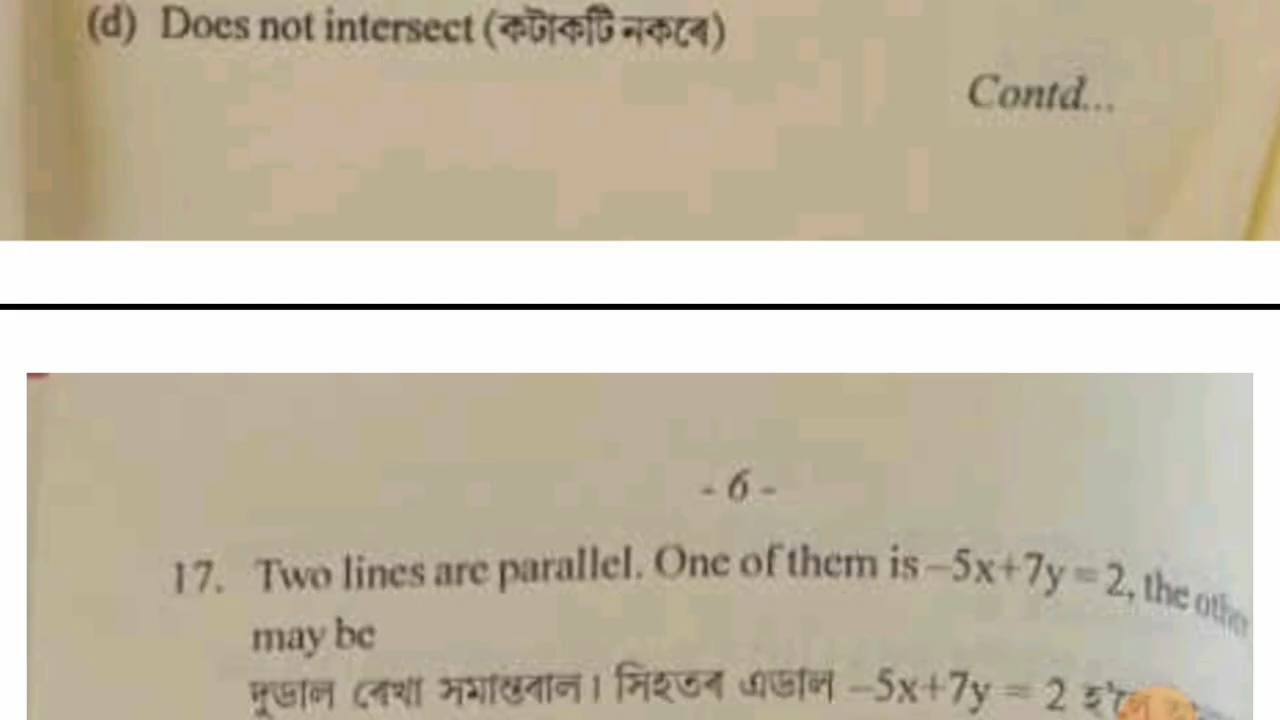 (d) Does not intersect (কটাকটি নকৰে)
Contd...
- 6 -
17. Two lines are parallel. One of them is –5x+7y = 2, the other
may be
দুডাল ৰেখা সমান্তৰাল। সিহতৰ এডাল –5x+7y = 2